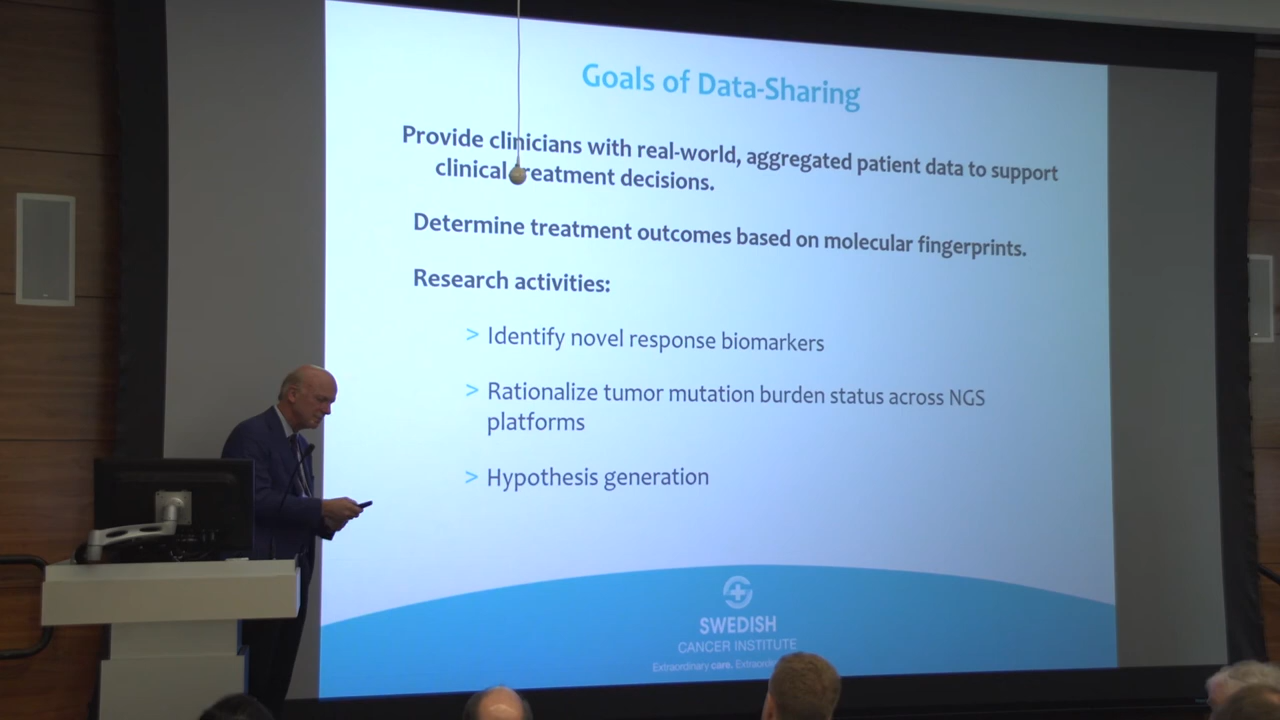 Goals of Data-Sharing
Provide clinicians with real-world, aggregated patient data to support
clinical treatment decisions.
Determine treatment outcomes based on molecular fingerprints.
Research activities:
> Identify novel response biomarkers
> Rationalize tumor mutation burden status across NGS
platforms
> Hypothesis generation
SWEDISH
CANCER INSTITUTE
Extraordinary care.